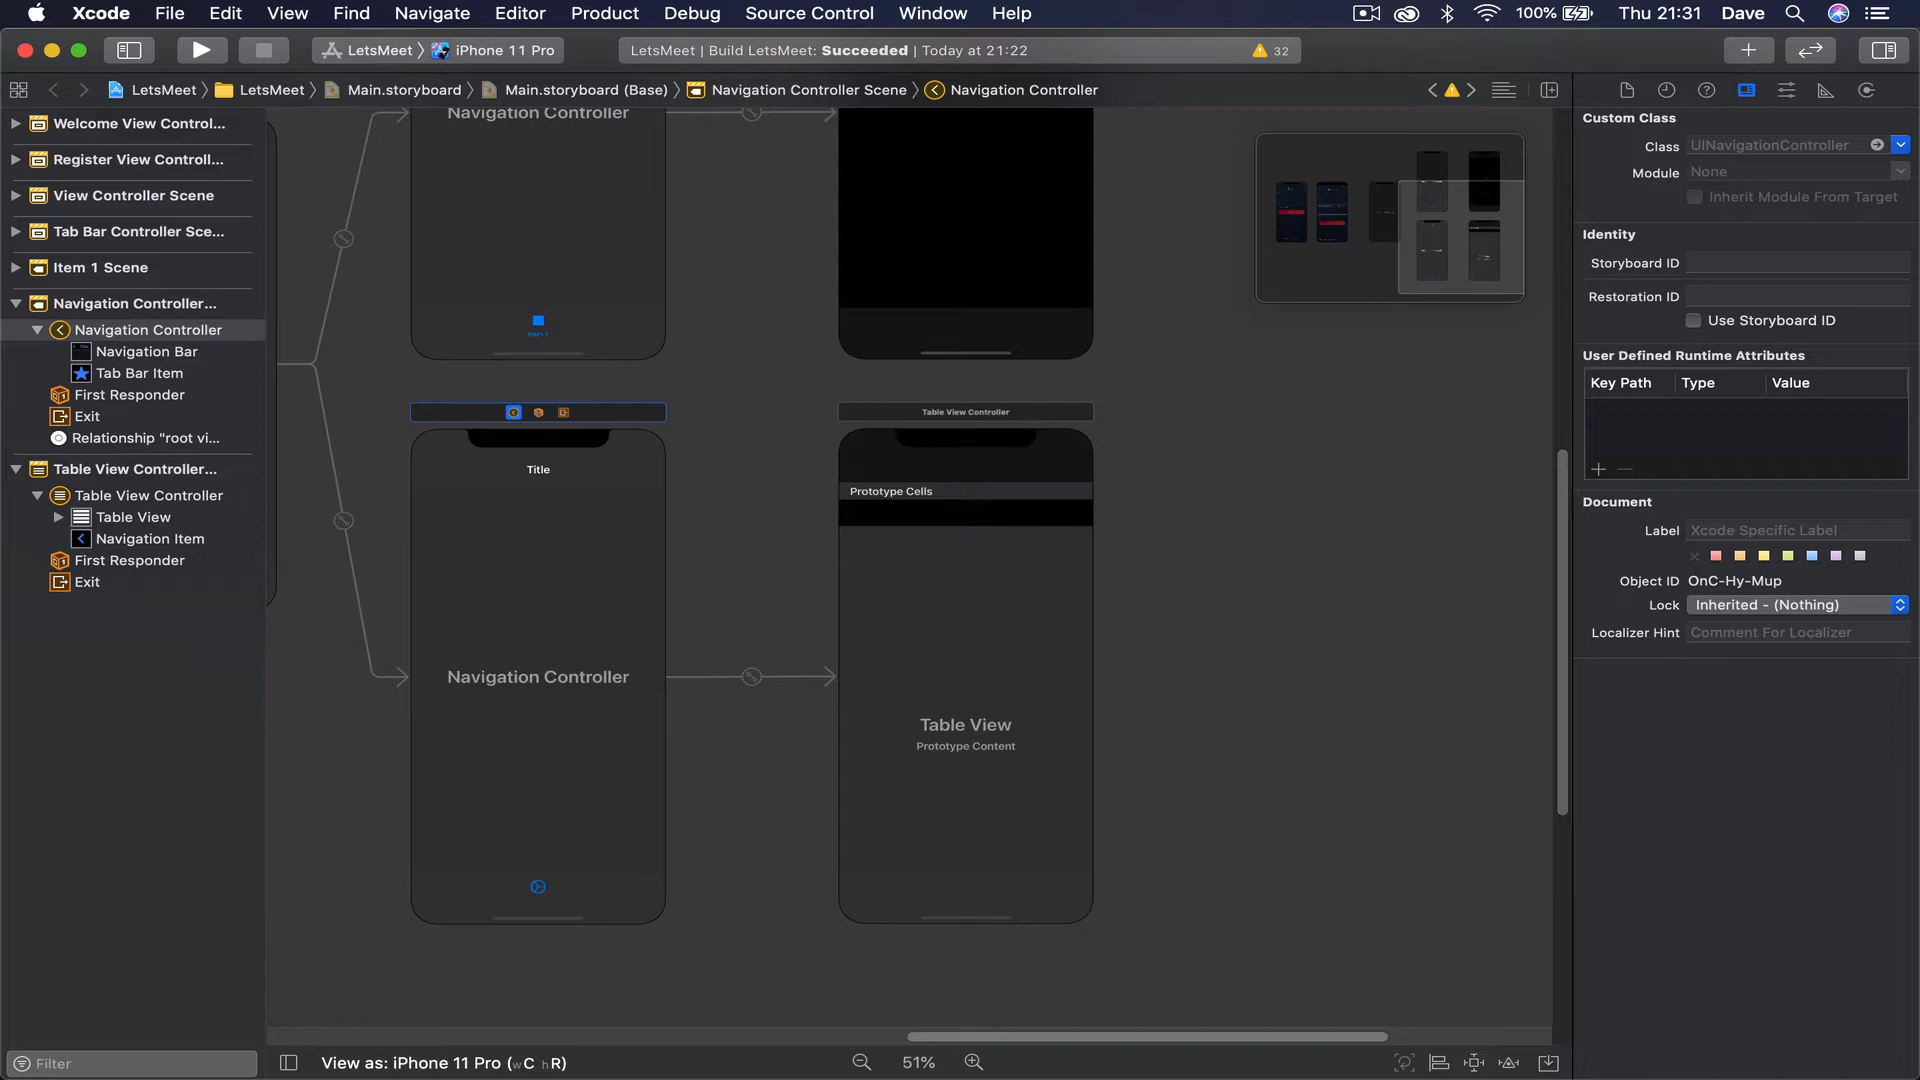 Xcode File Edit View Find Navigate Editor Product Debug Source Control Window Help 100% Thu 21:31 Dave
LetsMeet iPhone 11 Pro LetsMeet | Build LetsMeet: Succeeded | Today at 21:22 32
LetsMeet LetsMeet Main.storyboard Main.storyboard (Base) Navigation Controller Scene Navigation Controller
Welcome View Control...
Register View Controll...
View Controller Scene
Tab Bar Controller Sce...
Item 1 Scene
Navigation Controller...
Navigation Controller
Navigation Bar
Tab Bar Item
First Responder
Exit
Relationship "root vi...
Table View Controller...
Table View Controller
Table View
Navigation Item
First Responder
Exit
Filter
Navigation Controller
Item 1
Title
Navigation Controller
Table View Controller
Prototype Cells
Table View
Prototype Content
View as: iPhone 11 Pro (wC hR)
51%
Custom Class
Class UINavigationController
Module None
Inherit Module From Target
Identity
Storyboard ID
Restoration ID
Use Storyboard ID
User Defined Runtime Attributes
Key Path Type Value
Document
Label Xcode Specific Label
Object ID OnC-Hy-Mup
Lock Inherited - (Nothing)
Localizer Hint Comment For Localizer